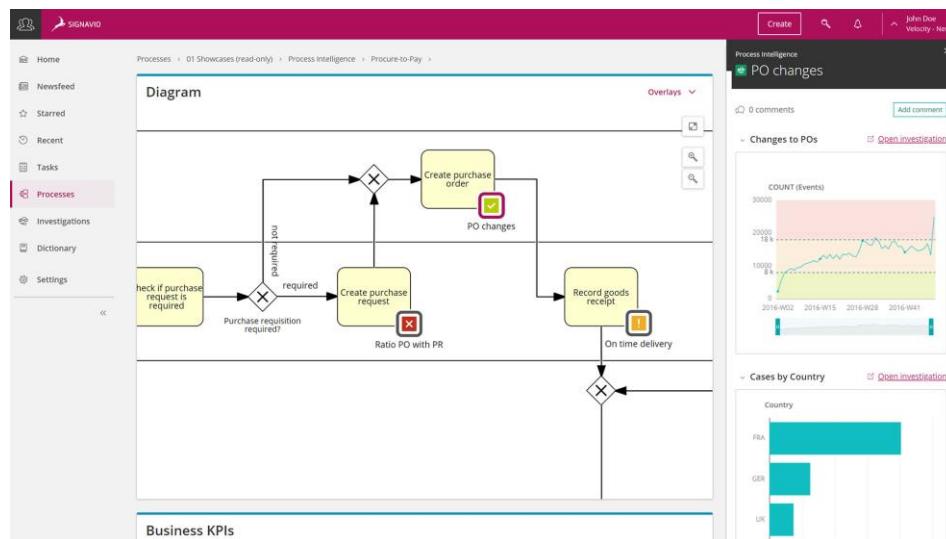 SIGNAVIO
Create
John Doe
Velocity - Ne
Home
Newsfeed
Starred
Recent
Tasks
Processes
Investigations
Dictionary
Settings
Processes
01 Showcases (read-only)
Process Intelligence
Procure-to-Pay
Diagram
Overlays
Create purchase
order
PO changes
not required
required
heck if purchase
request is
required
Purchase requisition
required?
Create purchase
request
Ratio PO with PR
Record goods
receipt
On time delivery
Business KPIs
Process Intelligence
PO changes
0 comments
Add comment
Changes to POs
Open investigation
COUNT (Events)
30000
20000
18 k
10000
8 k
0
2016-W02
2016-W15
2016-W28
2016-W41
Cases by Country
Open investigation
Country
FRA
GER
UK